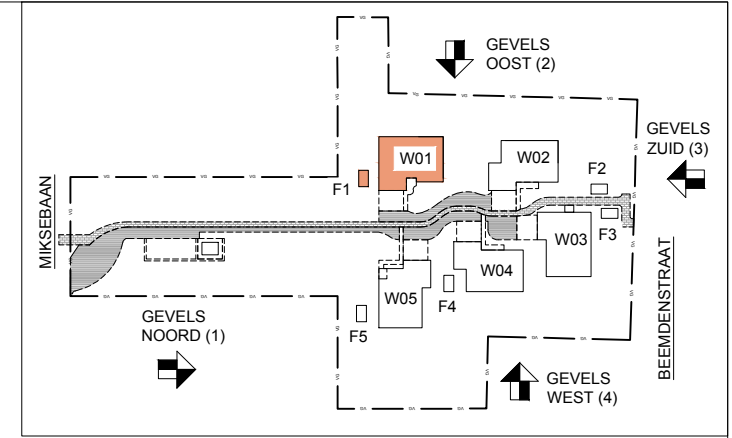 GEVELS
OOST (2)
GEVELS
ZUID (3)
W01
W02
F1
F2
MIKSEBAAN
F3
W03
W04
W05
F4
F5
GEVELS
NOORD (1)
BEEMDENSTRAAT
GEVELS
WEST (4)